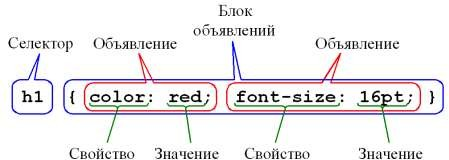 Блок
объявлений
Селектор Объявление Объявление
h1 { color: red; font-size: 16pt; }
Свойство Значение Свойство Значение